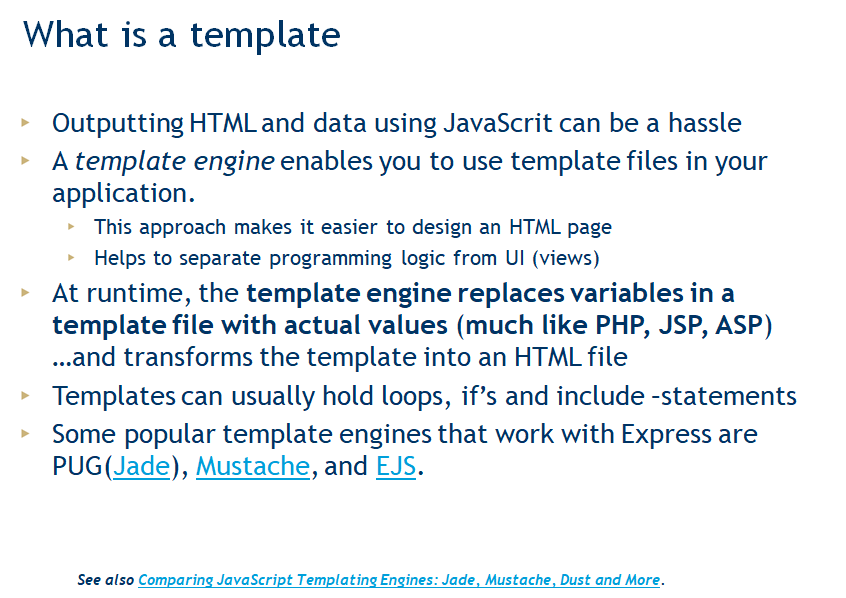 What is a template
Outputting HTML and data using JavaScrit can be a hassle
A template engine enables you to use template files in your
application.
This approach makes it easier to design an HTML page
Helps to separate programming logic from UI (views)
At runtime, the template engine replaces variables in a
template file with actual values (much like PHP, JSP, ASP)
…and transforms the template into an HTML file
Templates can usually hold loops, if’s and include –statements
Some popular template engines that work with Express are
PUG(Jade), Mustache, and EJS.
See also Comparing JavaScript Templating Engines: Jade, Mustache, Dust and More.